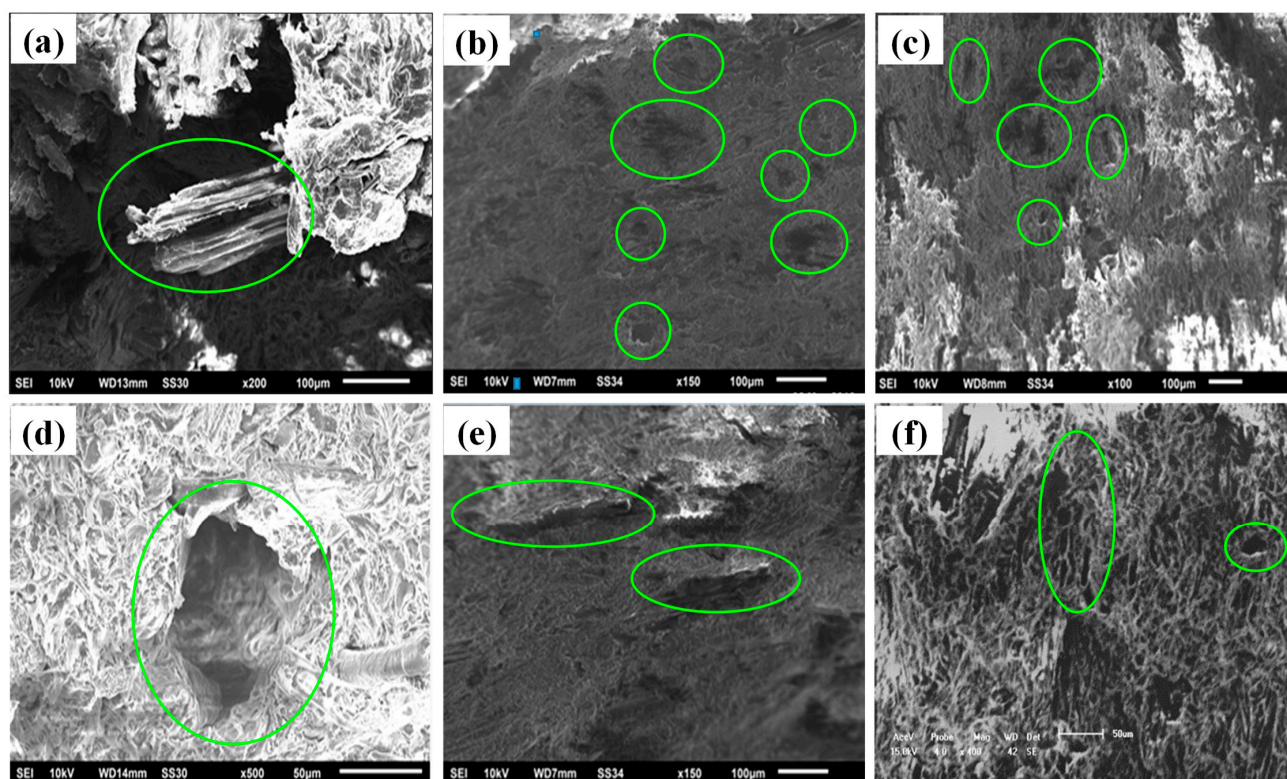 (a)
(b)
(c)
SEI 10kV WD13mm SS30 x200 100µm
SEI 10kV WD7mm SS34 x150 100µm
SEI 10kV WD8mm SS34 x100 100µm
(d)
(e)
(f)
SEI 10kV WD14mm SS30 x500 50µm
SEI 10kV WD7mm SS34 x150 100µm
50µm
AccV Probe Mag WD Det
15.0kV 4.0 x 400 42 SE